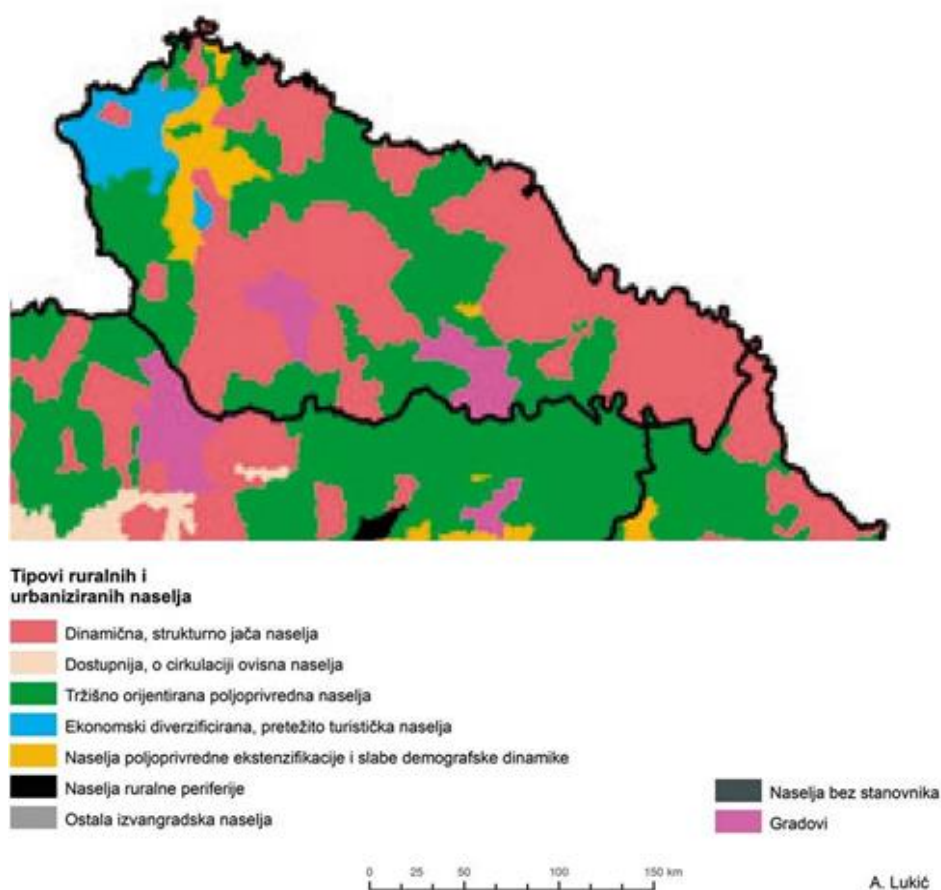 Tipovi ruralnih i
urbaniziranih naselja
Dinamična, strukturno jača naselja
Dostupnija, o cirkulaciji ovisna naselja
Tržišno orijentirana poljoprivredna naselja
Ekonomski diverzificirana, pretežito turistička naselja
Naselja poljoprivredne ekstenzifikacije i slabe demografske dinamike
Naselja ruralne periferije
Ostala izvangradska naselja
Naselja bez stanovnika
Gradovi
0 25 50 100 150 km
A. Lukić